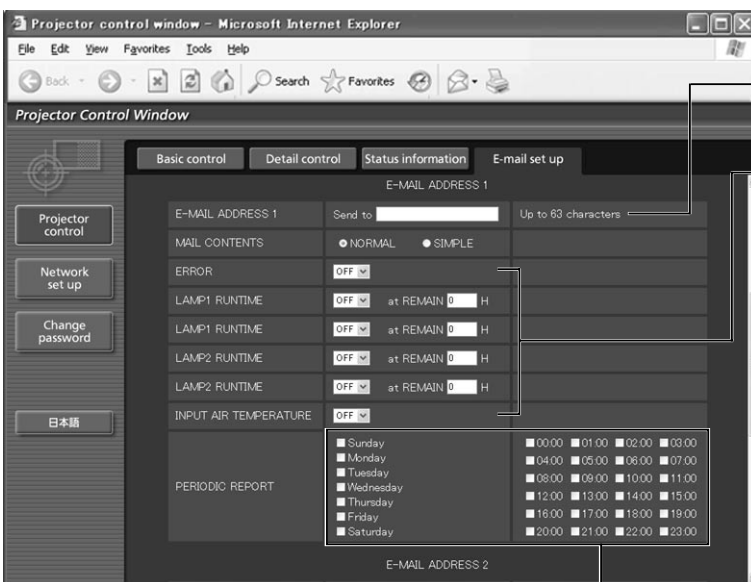 Projector control window - Microsoft Internet Explorer
File Edit View Favorites Tools Help
Back Search Favorites
Projector Control Window
Basic control Detail control Status information E-mail set up
E-MAIL ADDRESS 1
E-MAIL ADDRESS 1 Send to Up to 63 characters
Projector control
MAIL CONTENTS NORMAL SIMPLE
Network set up
ERROR OFF
LAMP1 RUNTIME OFF at REMAIN 0 H
Change password
LAMP1 RUNTIME OFF at REMAIN 0 H
LAMP2 RUNTIME OFF at REMAIN 0 H
LAMP2 RUNTIME OFF at REMAIN 0 H
日本語
INPUT AIR TEMPERATURE OFF
PERIODIC REPORT
Sunday
Monday
Tuesday
Wednesday
Thursday
Friday
Saturday
00:00 01:00 02:00 03:00
04:00 05:00 06:00 07:00
08:00 09:00 10:00 11:00
12:00 13:00 14:00 15:00
16:00 17:00 18:00 19:00
20:00 21:00 22:00 23:00
E-MAIL ADDRESS 2